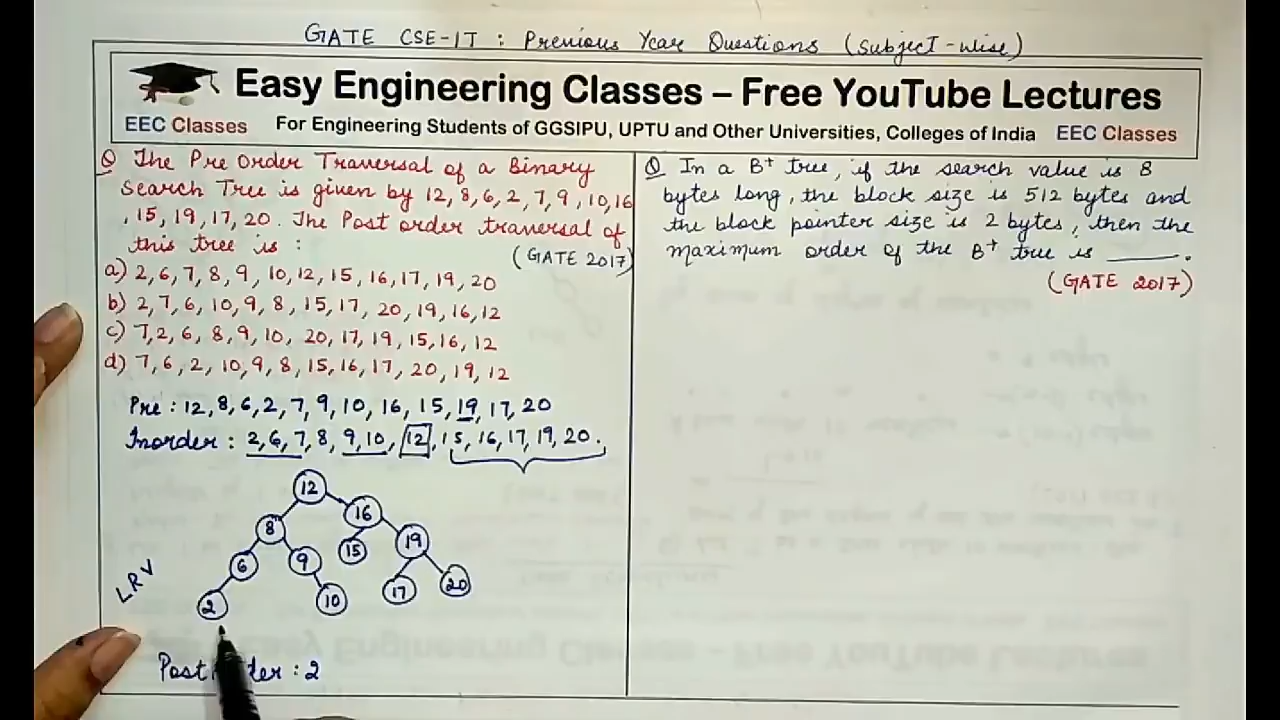 GATE CSE-IT : Previous Year Questions (Subject-wise)
Easy Engineering Classes – Free YouTube Lectures
EEC Classes For Engineering Students of GGSIPU, UPTU and Other Universities, Colleges of India EEC Classes
Q The Pre Order Traversal of a Binary
Search Tree is given by 12, 8, 6, 2, 7, 9, 10, 16
, 15, 19, 17, 20. The Post order traversal of
this tree is :
(GATE 2017)
a) 2, 6, 7, 8, 9, 10, 12, 15, 16, 17, 19, 20
b) 2, 7, 6, 10, 9, 8, 15, 17, 20, 19, 16, 12
c) 7, 2, 6, 8, 9, 10, 20, 17, 19, 15, 16, 12
d) 7, 6, 2, 10, 9, 8, 15, 16, 17, 20, 19, 12
Pre : 12, 8, 6, 2, 7, 9, 10, 16, 15, 19, 17, 20
Inorder : 2, 6, 7, 8, 9, 10, 12, 15, 16, 17, 19, 20.
12
8 16
6 9 15 19
2 10 17 20
LRV
Post order : 2
Q In a B+ tree, if the search value is 8
bytes long, the block size is 512 bytes and
the block pointer size is 2 bytes, then the
maximum order of the B+ tree is ______.
(GATE 2017)